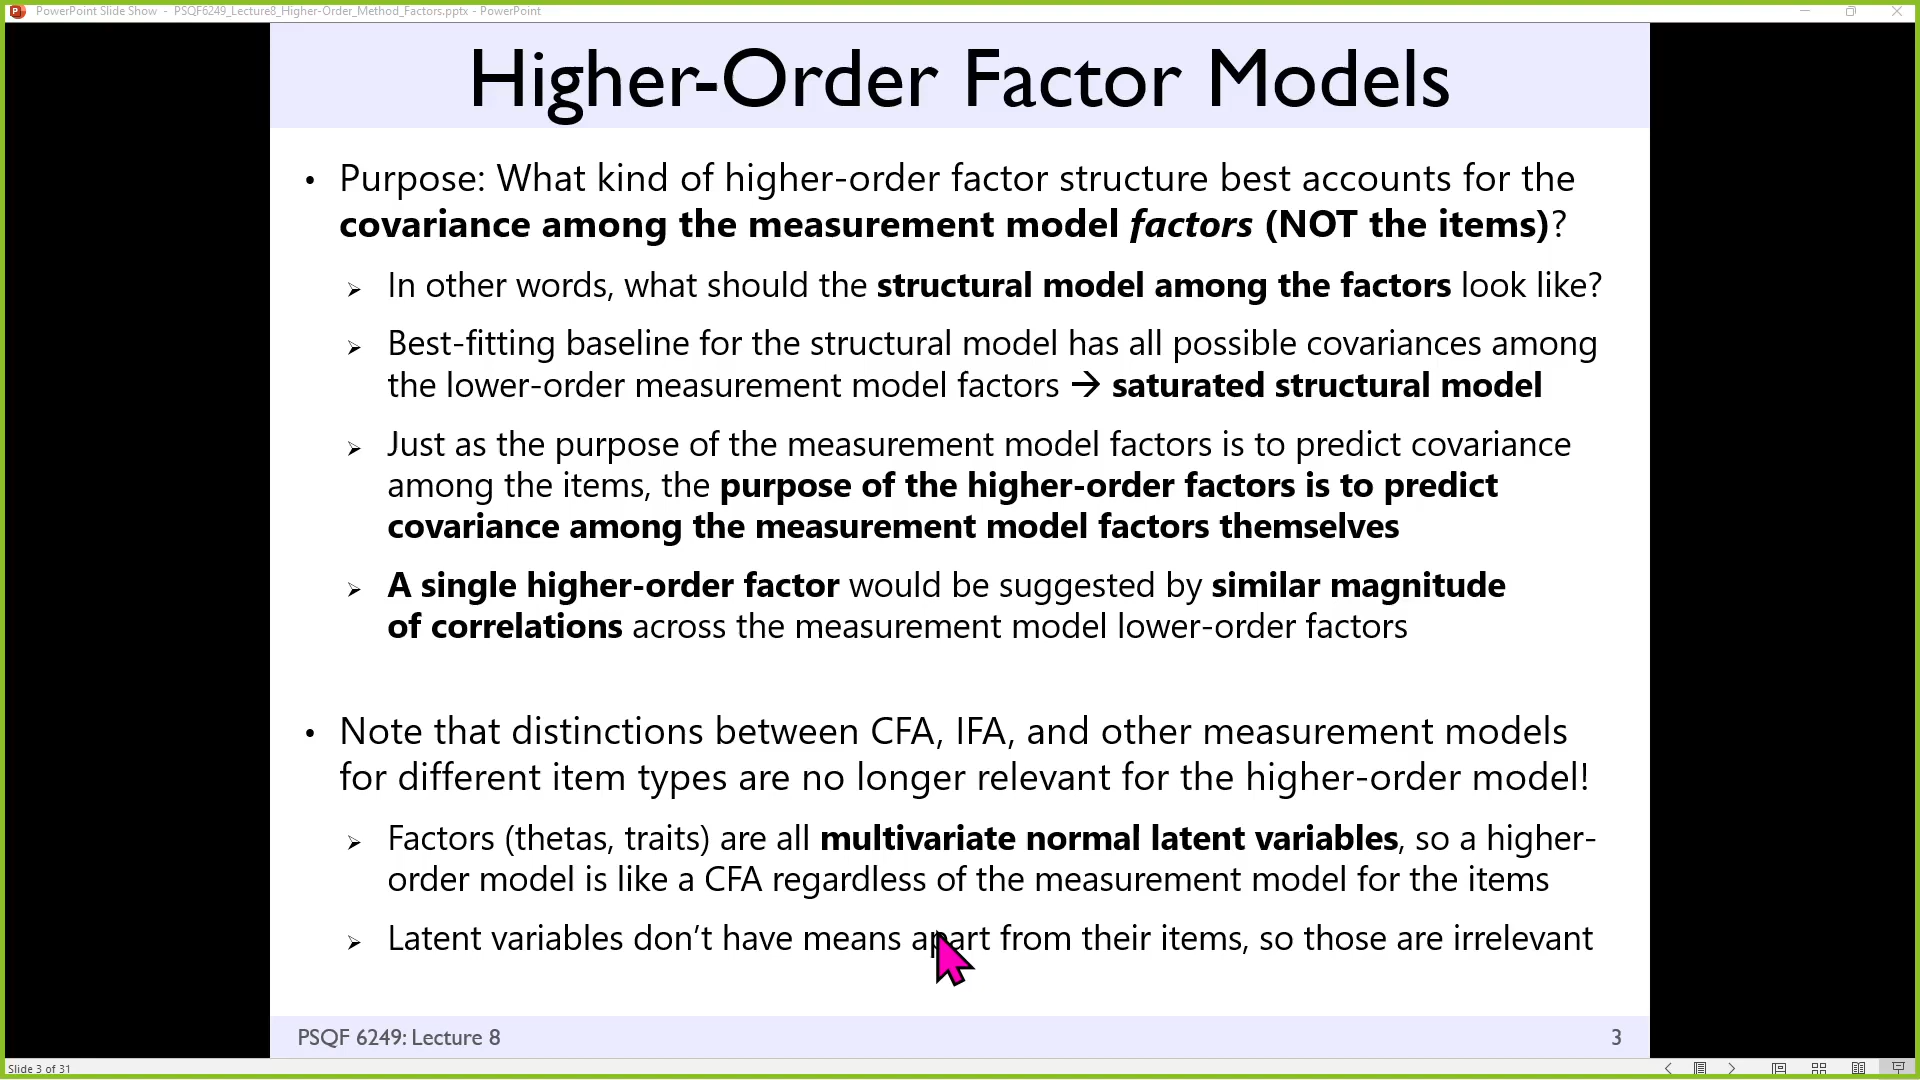 PowerPoint Slide Show - PSQF6249_Lecture8_Higher-Order_Method_Factors.pptx - PowerPoint
Higher-Order Factor Models
• Purpose: What kind of higher-order factor structure best accounts for the
covariance among the measurement model factors (NOT the items)?
➢ In other words, what should the structural model among the factors look like?
➢ Best-fitting baseline for the structural model has all possible covariances among
the lower-order measurement model factors → saturated structural model
➢ Just as the purpose of the measurement model factors is to predict covariance
among the items, the purpose of the higher-order factors is to predict
covariance among the measurement model factors themselves
➢ A single higher-order factor would be suggested by similar magnitude
of correlations across the measurement model lower-order factors
• Note that distinctions between CFA, IFA, and other measurement models
for different item types are no longer relevant for the higher-order model!
➢ Factors (thetas, traits) are all multivariate normal latent variables, so a higher-
order model is like a CFA regardless of the measurement model for the items
➢ Latent variables don't have means apart from their items, so those are irrelevant
PSQF 6249: Lecture 8
3
Slide 3 of 31